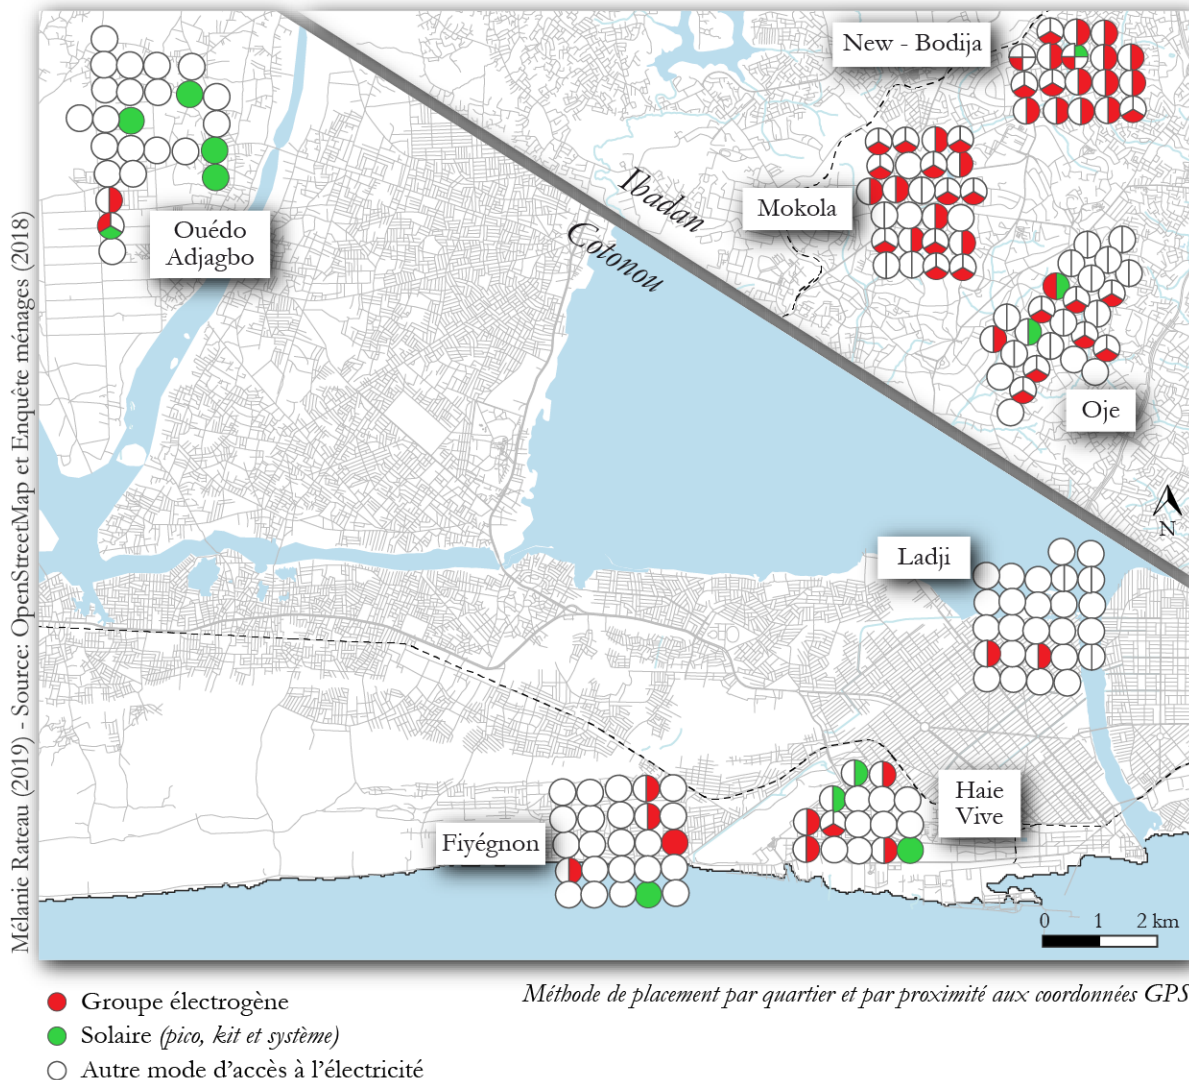 New - Bodija
Mokola
Ibadan
Cotonou
Ouédo
Adjagbo
Oje
N
Ladji
Haie
Vive
Fiyégnon
0 1 2 km
Mélanie Rateau (2019) - Source: OpenStreetMap et Enquête ménages (2018)
Méthode de placement par quartier et par proximité aux coordonnées GPS
Groupe électrogène
Solaire (pico, kit et système)
Autre mode d'accès à l'électricité